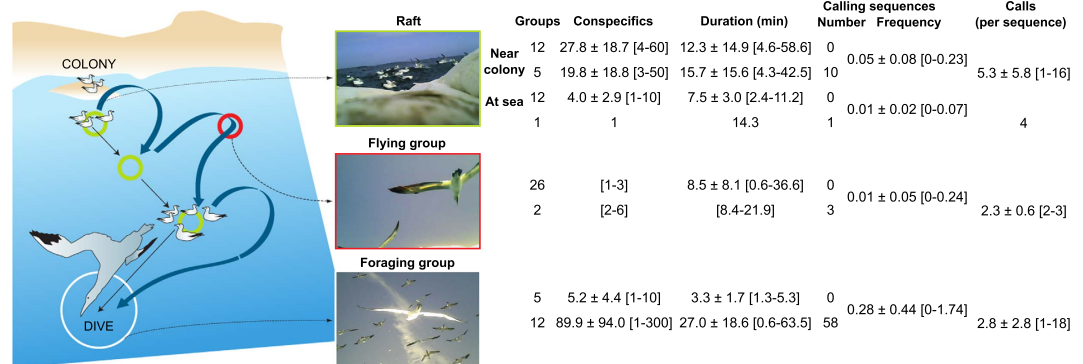 COLONY
DIVE
Raft
Flying group
Foraging group
Calling sequences
Calls
Groups Conspecifics Duration (min) Number Frequency (per sequence)
Near colony
12 27.8 ± 18.7 [4-60] 12.3 ± 14.9 [4.6-58.6] 0
0.05 ± 0.08 [0-0.23]
5 19.8 ± 18.8 [3-50] 15.7 ± 15.6 [4.3-42.5] 10
5.3 ± 5.8 [1-16]
At sea
12 4.0 ± 2.9 [1-10] 7.5 ± 3.0 [2.4-11.2] 0
0.01 ± 0.02 [0-0.07]
1 1 14.3 1 4
26 [1-3] 8.5 ± 8.1 [0.6-36.6] 0
0.01 ± 0.05 [0-0.24]
2 [2-6] [8.4-21.9] 3 2.3 ± 0.6 [2-3]
5 5.2 ± 4.4 [1-10] 3.3 ± 1.7 [1.3-5.3] 0
0.28 ± 0.44 [0-1.74]
12 89.9 ± 94.0 [1-300] 27.0 ± 18.6 [0.6-63.5] 58 2.8 ± 2.8 [1-18]